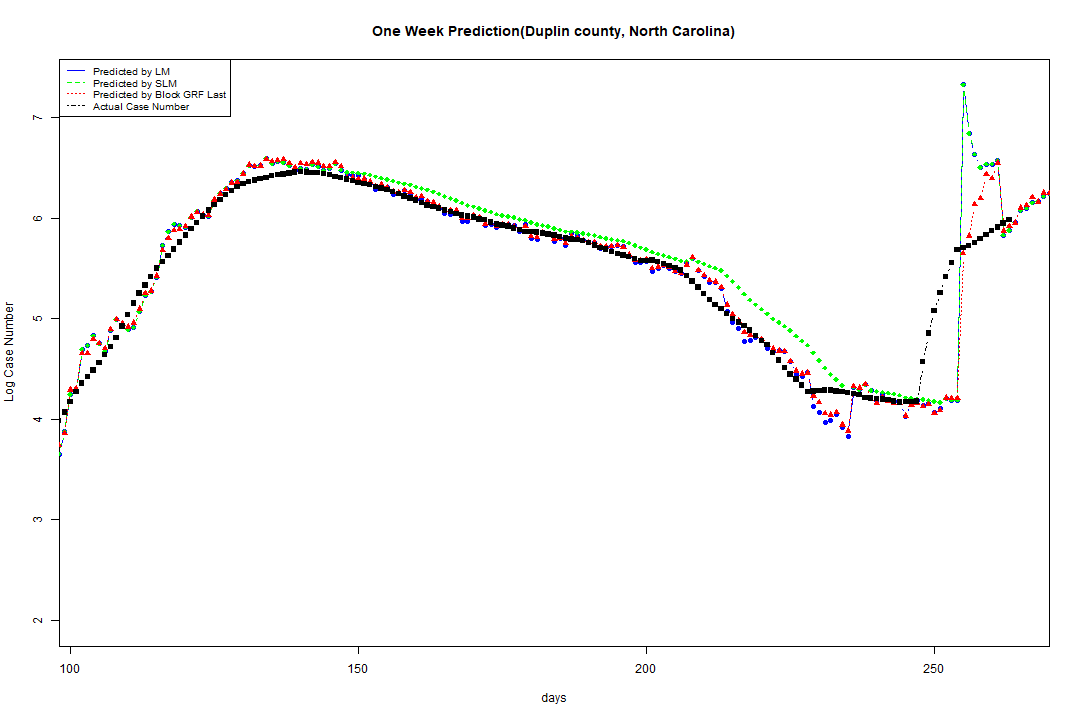 One Week Prediction(Duplin county, North Carolina)
Predicted by LM
Predicted by SLM
Predicted by Block GRF Last
Actual Case Number
7
6
5
4
3
2
Log Case Number
100 150 200 250
days